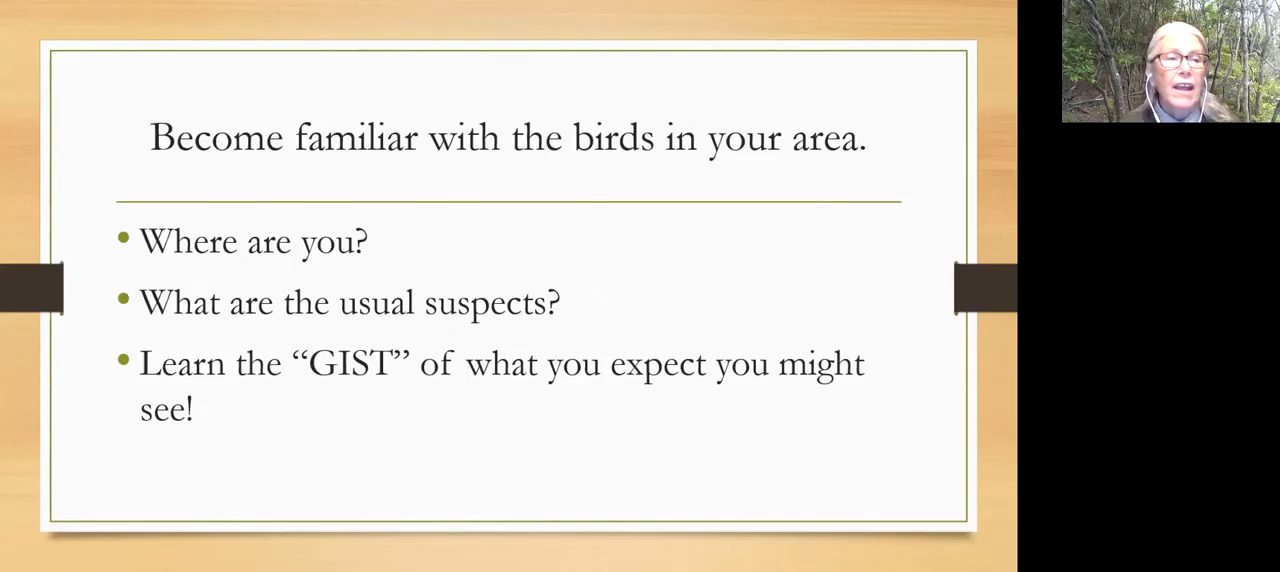 Become familiar with the birds in your area.
• Where are you?
• What are the usual suspects?
• Learn the “GIST” of what you expect you might
see!